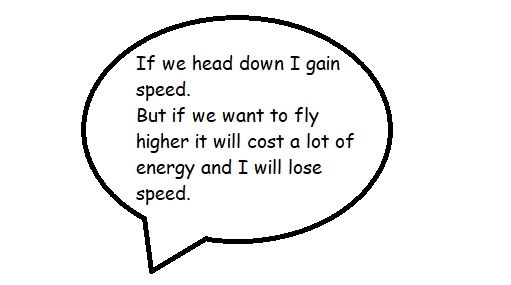 If we head down I gain
speed.
But if we want to fly
higher it will cost a lot of
energy and I will lose
speed.